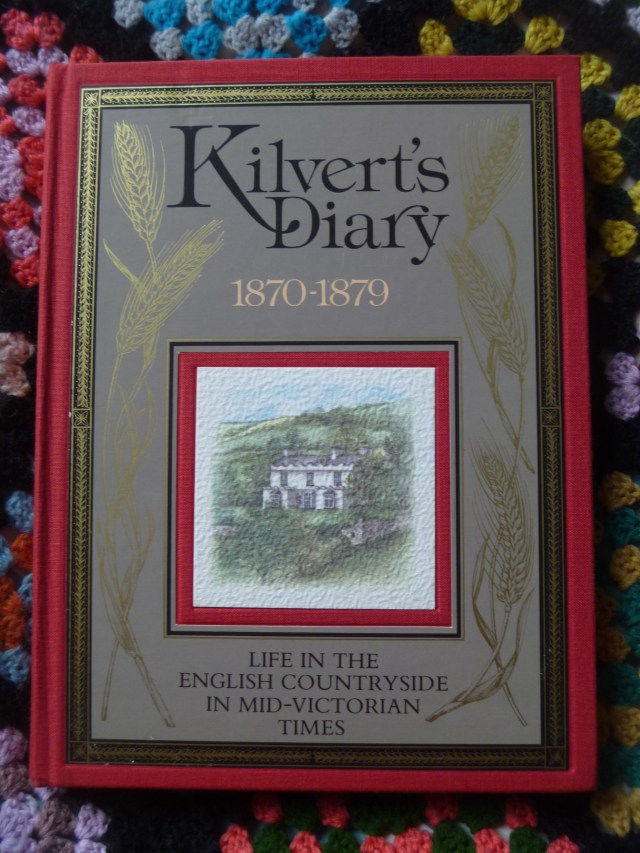 Kilvert's
Diary
1870-1879
LIFE IN THE
ENGLISH COUNTRYSIDE
IN MID-VICTORIAN
TIMES